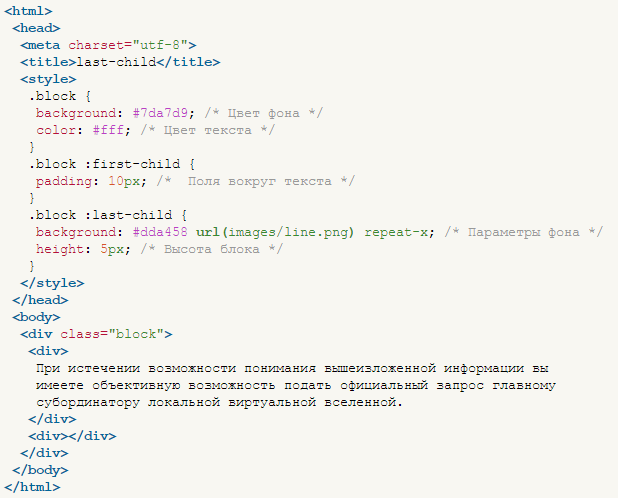 <html>
<head>
<meta charset="utf-8">
<title>last-child</title>
<style>
.block {
background: #7da7d9; /* Цвет фона */
color: #fff; /* Цвет текста */
}
.block :first-child {
padding: 10px; /*  Поля вокруг текста */
}
.block :last-child {
background: #dda458 url(images/line.png) repeat-x; /* Параметры фона */
height: 5px; /* Высота блока */
}
</style>
</head>
<body>
<div class="block">
<div>
При истечении возможности понимания вышеизложенной информации вы
имеете объективную возможность подать официальный запрос главному
субординатору локальной виртуальной вселенной.
</div>
<div></div>
</div>
</body>
</html>